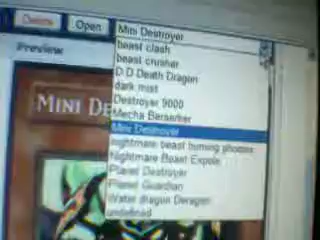 Delete Open Mini Destroyer
Preview
beast clash
beast crusher
D.D Death Dragon
dark mist
Destroyer 9000
Mecha Berserker
Mini Destroyer
nightmare beast burning phoenix
Nightmare Beast Expole
Planet Destroyer
Planet Guardian
Water dragon Deragon
undefined
MINI DE